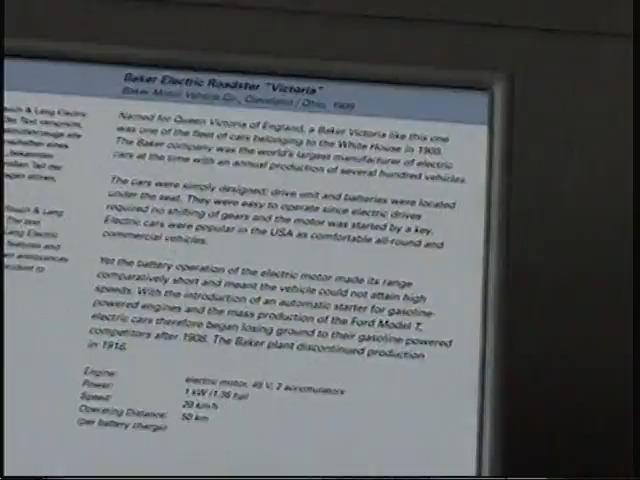 Baker Electric Roadster "Victoria"
Baker Motor Vehicle Co., Cleveland / Ohio, 1909
Named for Queen Victoria of England, a Baker Victoria like this one
was one of the fleet of cars belonging to the White House in 1909.
The Baker company was the world's largest manufacturer of electric
cars at the time with an annual production of several hundred vehicles.
The cars were simply designed; drive unit and batteries were located
under the seat. They were easy to operate since electric drives
required no shifting of gears and the motor was started by a key.
Electric cars were popular in the USA as comfortable all-round and
commercial vehicles.
Yet the battery operation of the electric motor made its range
comparatively short and meant the vehicle could not attain high
speeds. With the introduction of an automatic starter for gasoline-
powered engines and the mass production of the Ford Model T,
electric cars therefore began losing ground to their gasoline-powered
competitors after 1908. The Baker plant discontinued production
in 1916.
Engine: electric motor, 48 V, 2 accumulators
Power: 1 kW (1.36 hp)
Speed: 20 km/h
Operating Distance: 50 km
(per battery charge)
& Lang Electric
& Lang
Lang Electric
features and